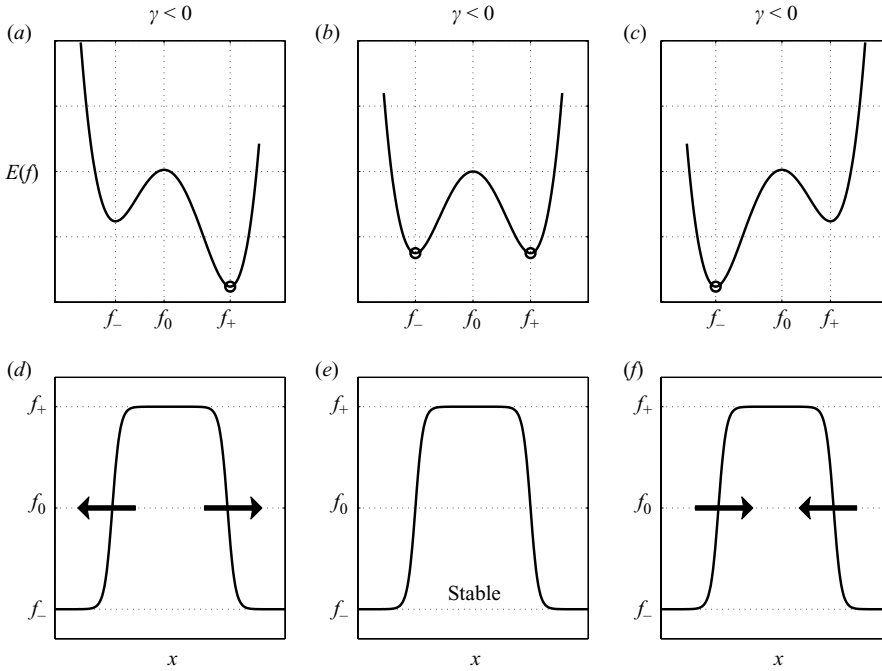 γ < 0 γ < 0 γ < 0
(a) (b) (c)
E(f)
f− f0 f+ f− f0 f+ f− f0 f+
(d) (e) (f)
f+ f+ f+
f0 f0 f0
Stable
f− f− f−
x x x